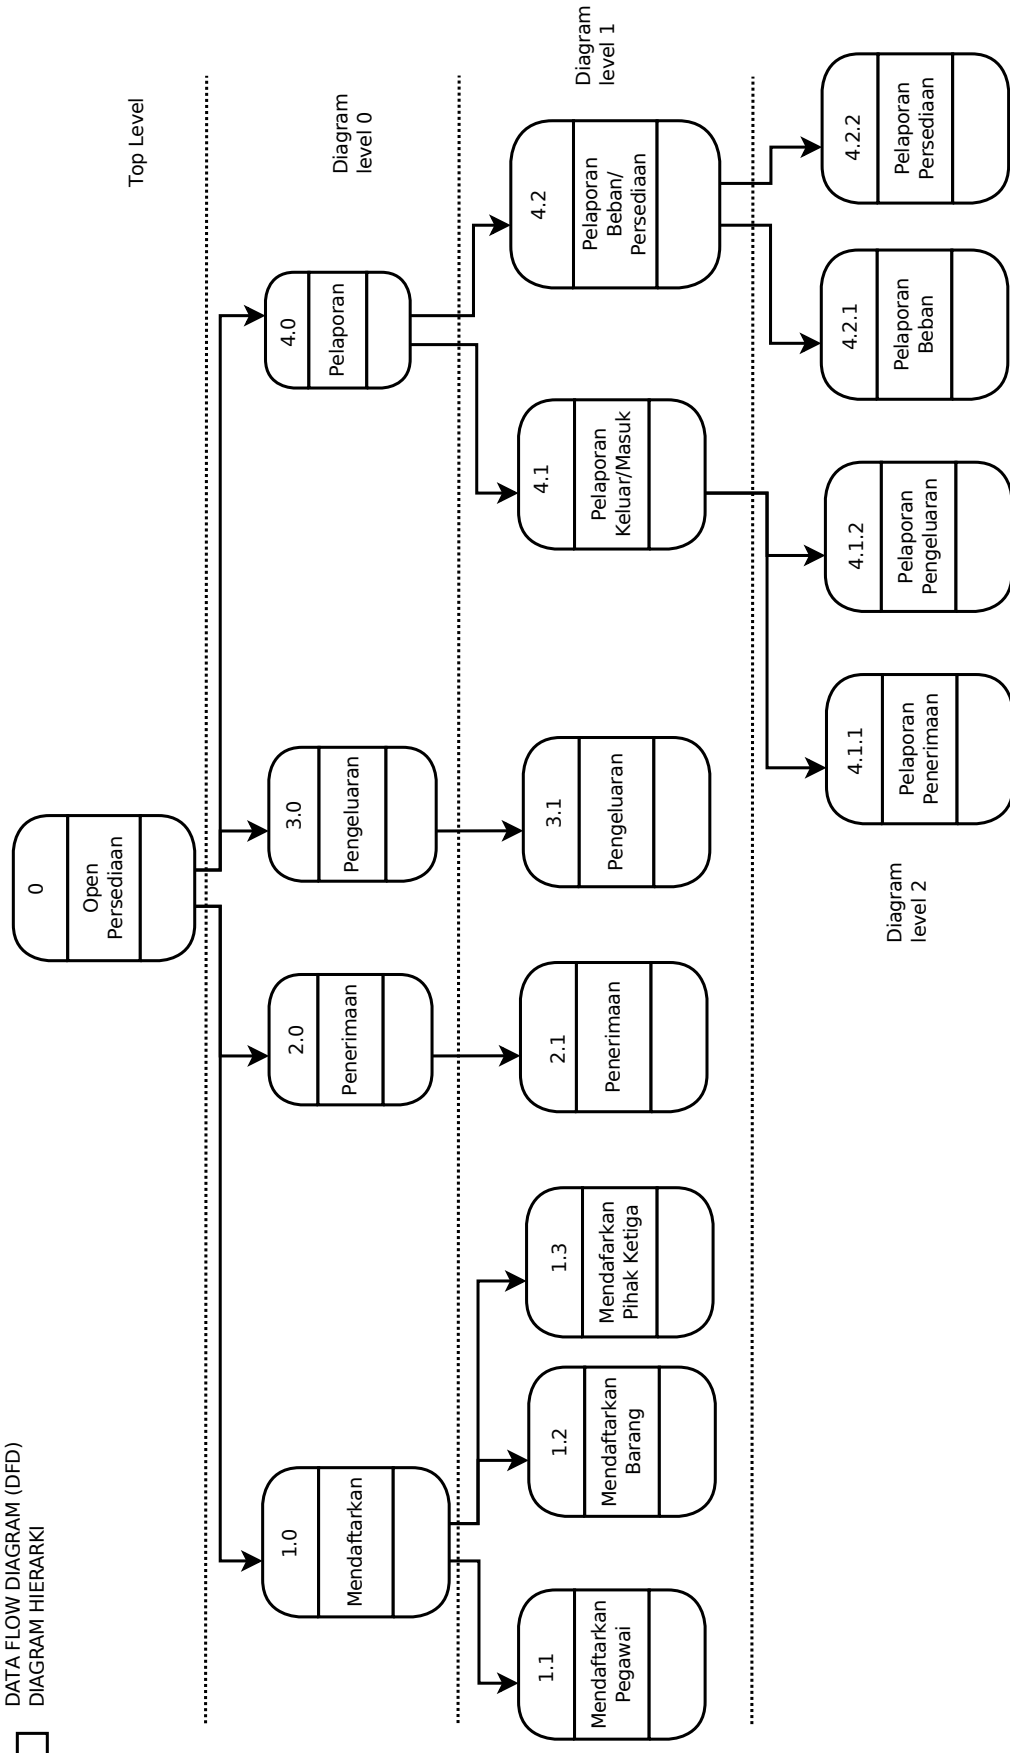 DATA FLOW DIAGRAM (DFD)
DIAGRAM HIERARKI
0
Open
Persediaan
Top Level
1.0
Mendaftarkan
2.0
Penerimaan
3.0
Pengeluaran
4.0
Pelaporan
Diagram
level 0
1.1
Mendaftarkan
Pegawai
1.2
Mendaftarkan
Barang
1.3
Mendafarkan
Pihak Ketiga
2.1
Penerimaan
3.1
Pengeluaran
4.1
Pelaporan
Keluar/Masuk
4.2
Pelaporan
Beban/
Persediaan
Diagram
level 1
Diagram
level 2
4.1.1
Pelaporan
Penerimaan
4.1.2
Pelaporan
Pengeluaran
4.2.1
Pelaporan
Beban
4.2.2
Pelaporan
Persediaan